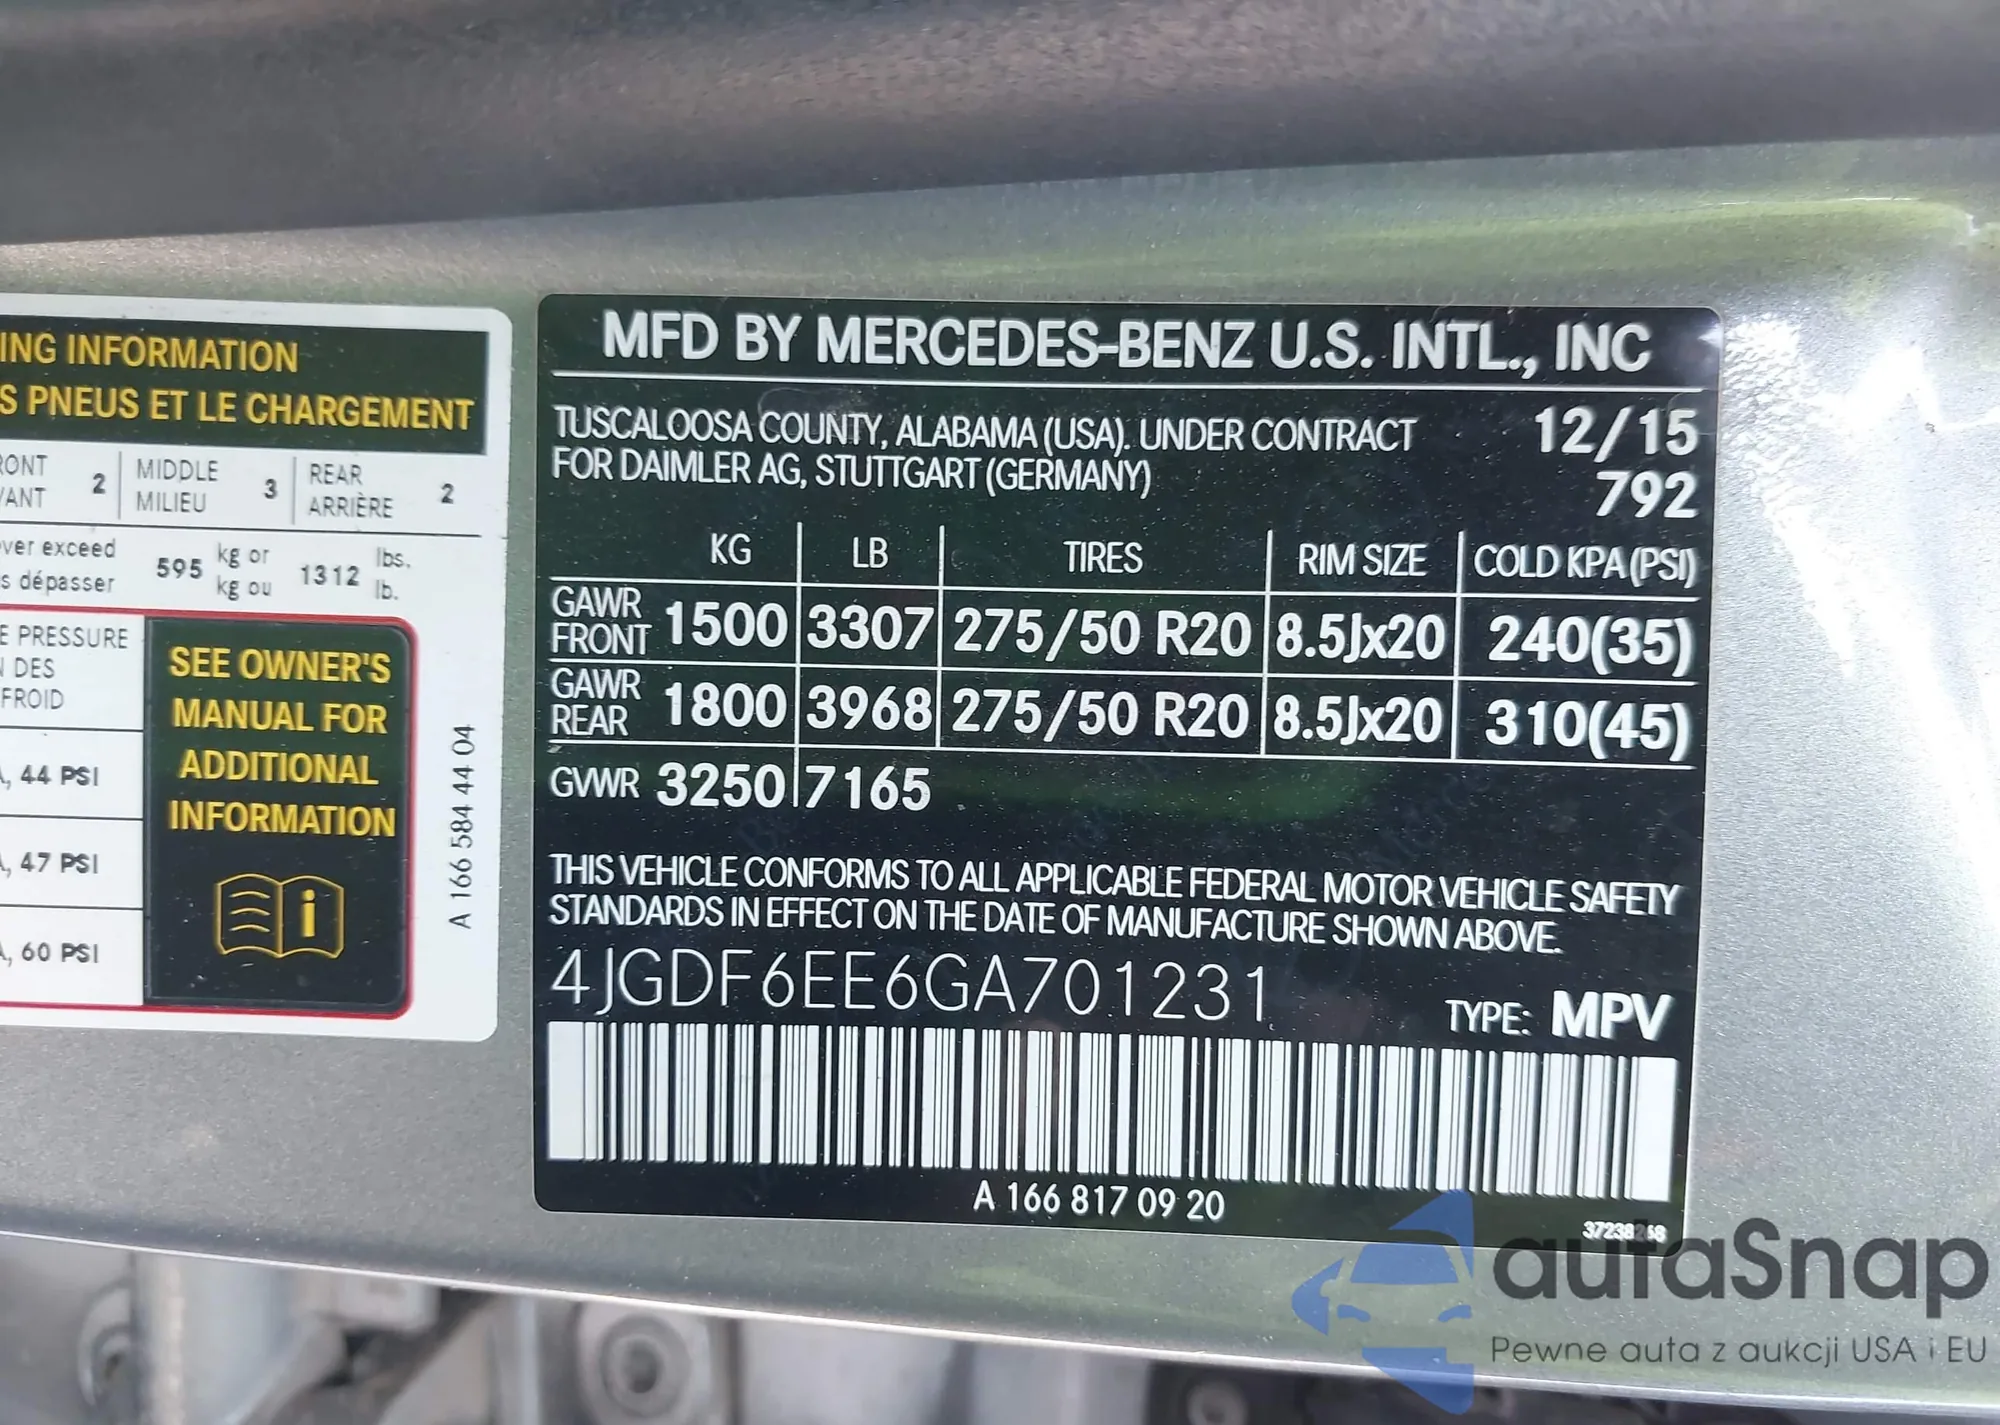 ING INFORMATION
S PNEUS ET LE CHARGEMENT
RONT
VANT
2
MIDDLE
MILIEU
3
REAR
ARRIÈRE
2
ver exceed
s dépasser
595
kg or
kg ou
1312
lbs.
lb.
E PRESSURE
N DES
FROID
, 44 PSI
, 47 PSI
, 60 PSI
SEE OWNER'S
MANUAL FOR
ADDITIONAL
INFORMATION
i
A 166 584 44 04
MFD BY MERCEDES-BENZ U.S. INTL., INC
TUSCALOOSA COUNTY, ALABAMA (USA). UNDER CONTRACT
FOR DAIMLER AG, STUTTGART (GERMANY)
12/15
792
KG LB TIRES RIM SIZE COLD KPA (PSI)
GAWR
FRONT
1500 3307 275/50 R20 8.5Jx20 240(35)
GAWR
REAR
1800 3968 275/50 R20 8.5Jx20 310(45)
GVWR 3250 7165
THIS VEHICLE CONFORMS TO ALL APPLICABLE FEDERAL MOTOR VEHICLE SAFETY
STANDARDS IN EFFECT ON THE DATE OF MANUFACTURE SHOWN ABOVE.
4JGDF6EE6GA701231
TYPE: MPV
A 166 817 09 20
37238268
autaSnap
Pewne auta z aukcji USA i EU